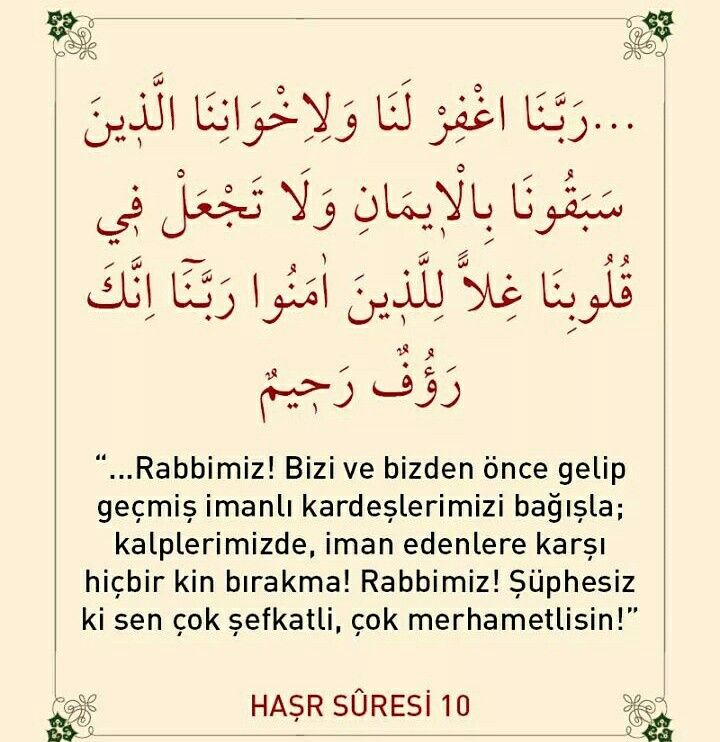 ...رَبَّنَا اغْفِرْ لَنَا وَلِاِخْوَانِنَا الَّذ۪ينَ
سَبَقُونَا بِالْا۪يمَانِ وَلَا تَجْعَلْ ف۪ي
قُلُوبِنَا غِلاًّ لِلَّذ۪ينَ اٰمَنُوا رَبَّنَٓا اِنَّكَ
رَؤُ۫فٌ رَح۪يمٌ
“...Rabbimiz! Bizi ve bizden önce gelip
geçmiş imanlı kardeşlerimizi bağışla;
kalplerimizde, iman edenlere karşı
hiçbir kin bırakma! Rabbimiz! Şüphesiz
ki sen çok şefkatli, çok merhametlisin!”
HAŞR SÛRESİ 10